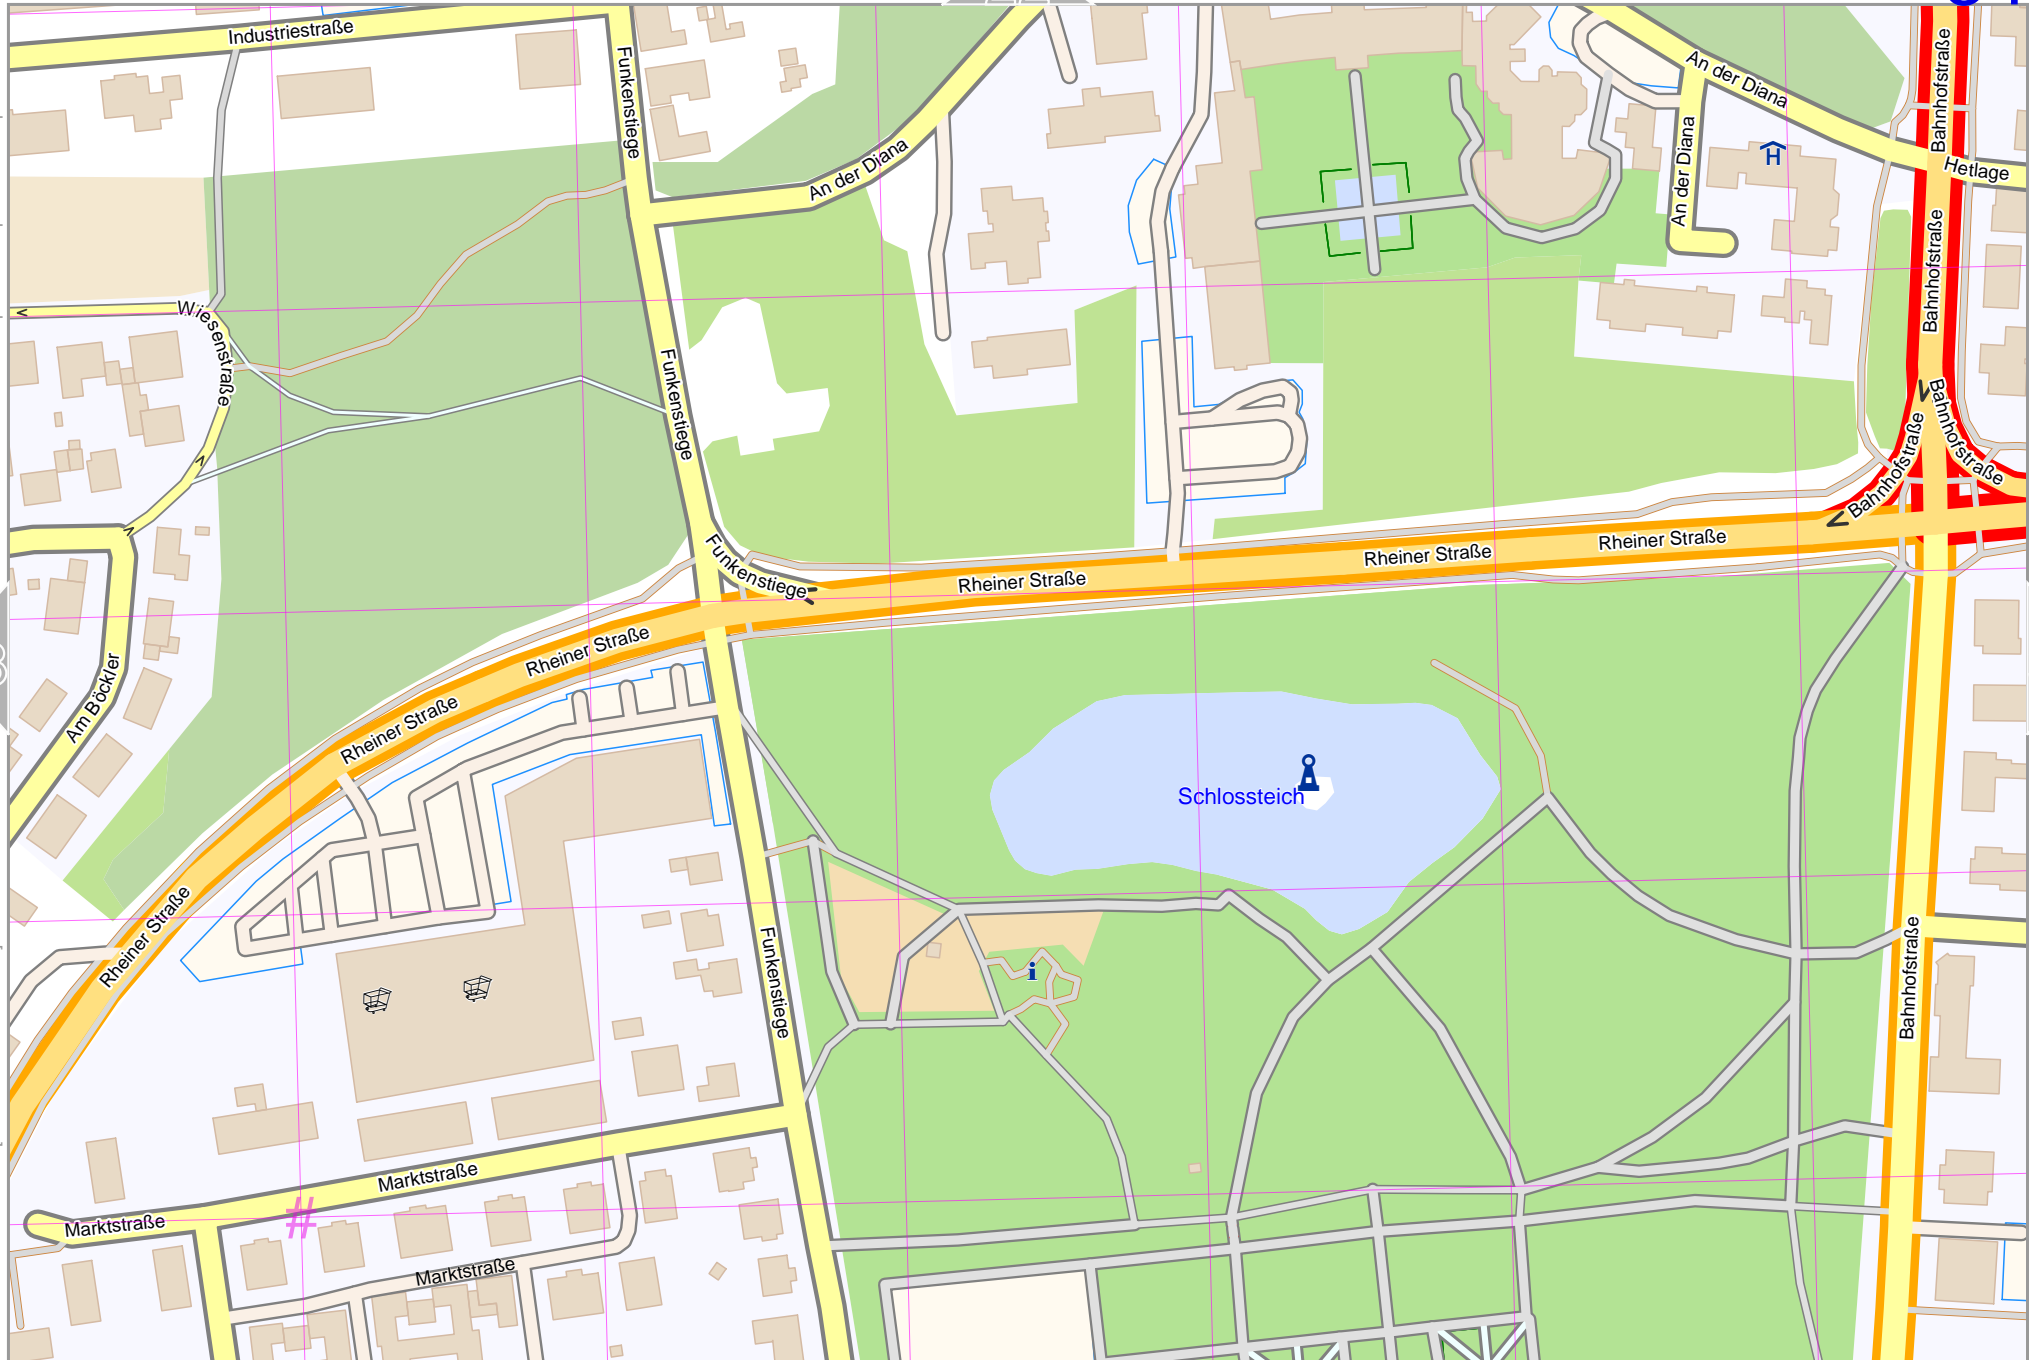 Industriestraße
Funkenstiege
An der Diana
An der Diana
An der Diana
H
Bahnhofstraße
Hetlage
Bahnhofstraße
Wiesenstraße
Funkenstiege
Bahnhofstraße
Bahnhofstraße
Funkenstiege
Rheiner Straße
Rheiner Straße
Rheiner Straße
Rheiner Straße
Am Böckler
Rheiner Straße
Schlossteich
Rheiner Straße
Funkenstiege
i
Bahnhofstraße
Marktstraße
#
Marktstraße
Marktstraße